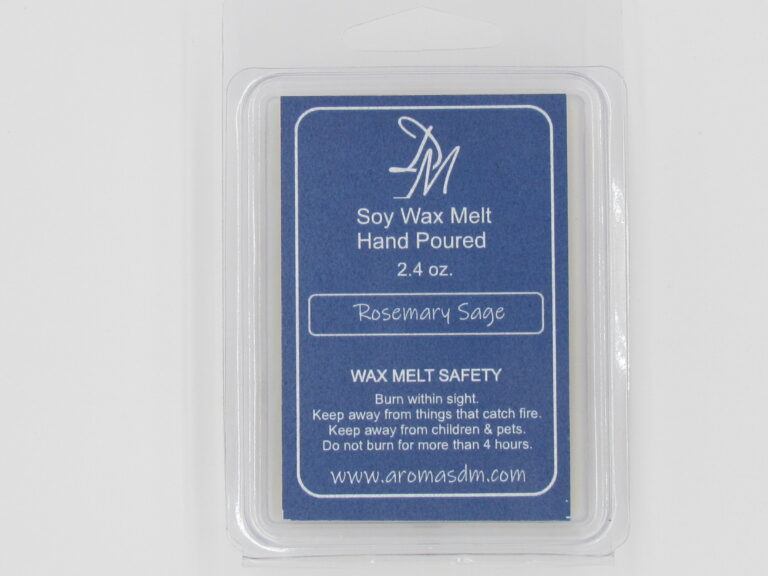 DM
Soy Wax Melt
Hand Poured
2.4 oz.
Rosemary Sage
WAX MELT SAFETY
Burn within sight.
Keep away from things that catch fire.
Keep away from children & pets.
Do not burn for more than 4 hours.
www.aromasdm.com